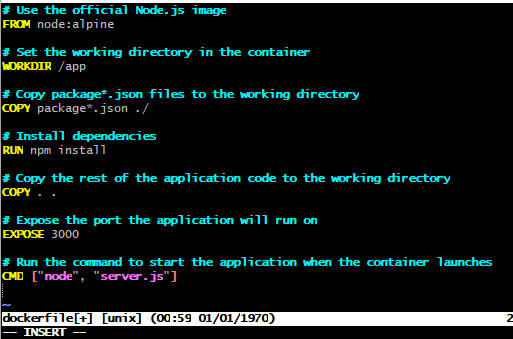 # Use the official Node.js image
FROM node:alpine
# Set the working directory in the container
WORKDIR /app
# Copy package*.json files to the working directory
COPY package*.json ./
# Install dependencies
RUN npm install
# Copy the rest of the application code to the working directory
COPY . .
# Expose the port the application will run on
EXPOSE 3000
# Run the command to start the application when the container launches
CMD ["node", "server.js"]
~
dockerfile[+] [unix] (00:59 01/01/1970) 2
-- INSERT --